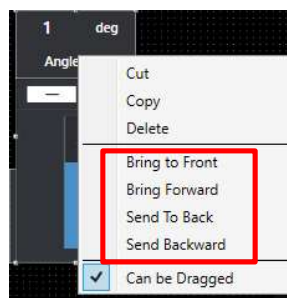 1 deg
Angle
Cut
Copy
Delete
Bring to Front
Bring Forward
Send To Back
Send Backward
Can be Dragged